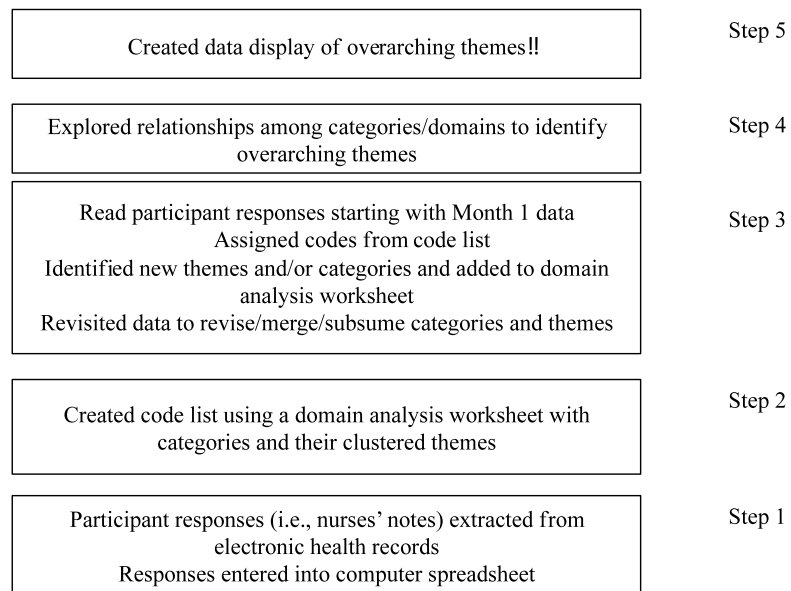 Created data display of overarching themes!!
Step 5
Explored relationships among categories/domains to identify
overarching themes
Step 4
Read participant responses starting with Month 1 data
Assigned codes from code list
Identified new themes and/or categories and added to domain
analysis worksheet
Revisited data to revise/merge/subsume categories and themes
Step 3
Created code list using a domain analysis worksheet with
categories and their clustered themes
Step 2
Participant responses (i.e., nurses’ notes) extracted from
electronic health records
Responses entered into computer spreadsheet
Step 1